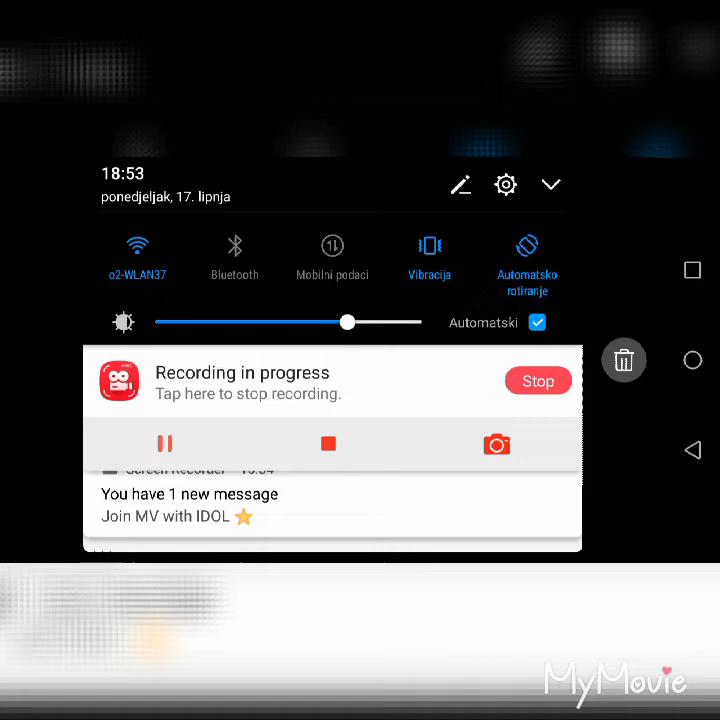 18:53
ponedjeljak, 17. lipnja
o2-WLAN37
Bluetooth
Mobilni podaci
Vibracija
Automatsko
rotiranje
Automatski
Recording in progress
Tap here to stop recording.
Stop
You have 1 new message
Join MV with IDOL ⭐
MyMovie